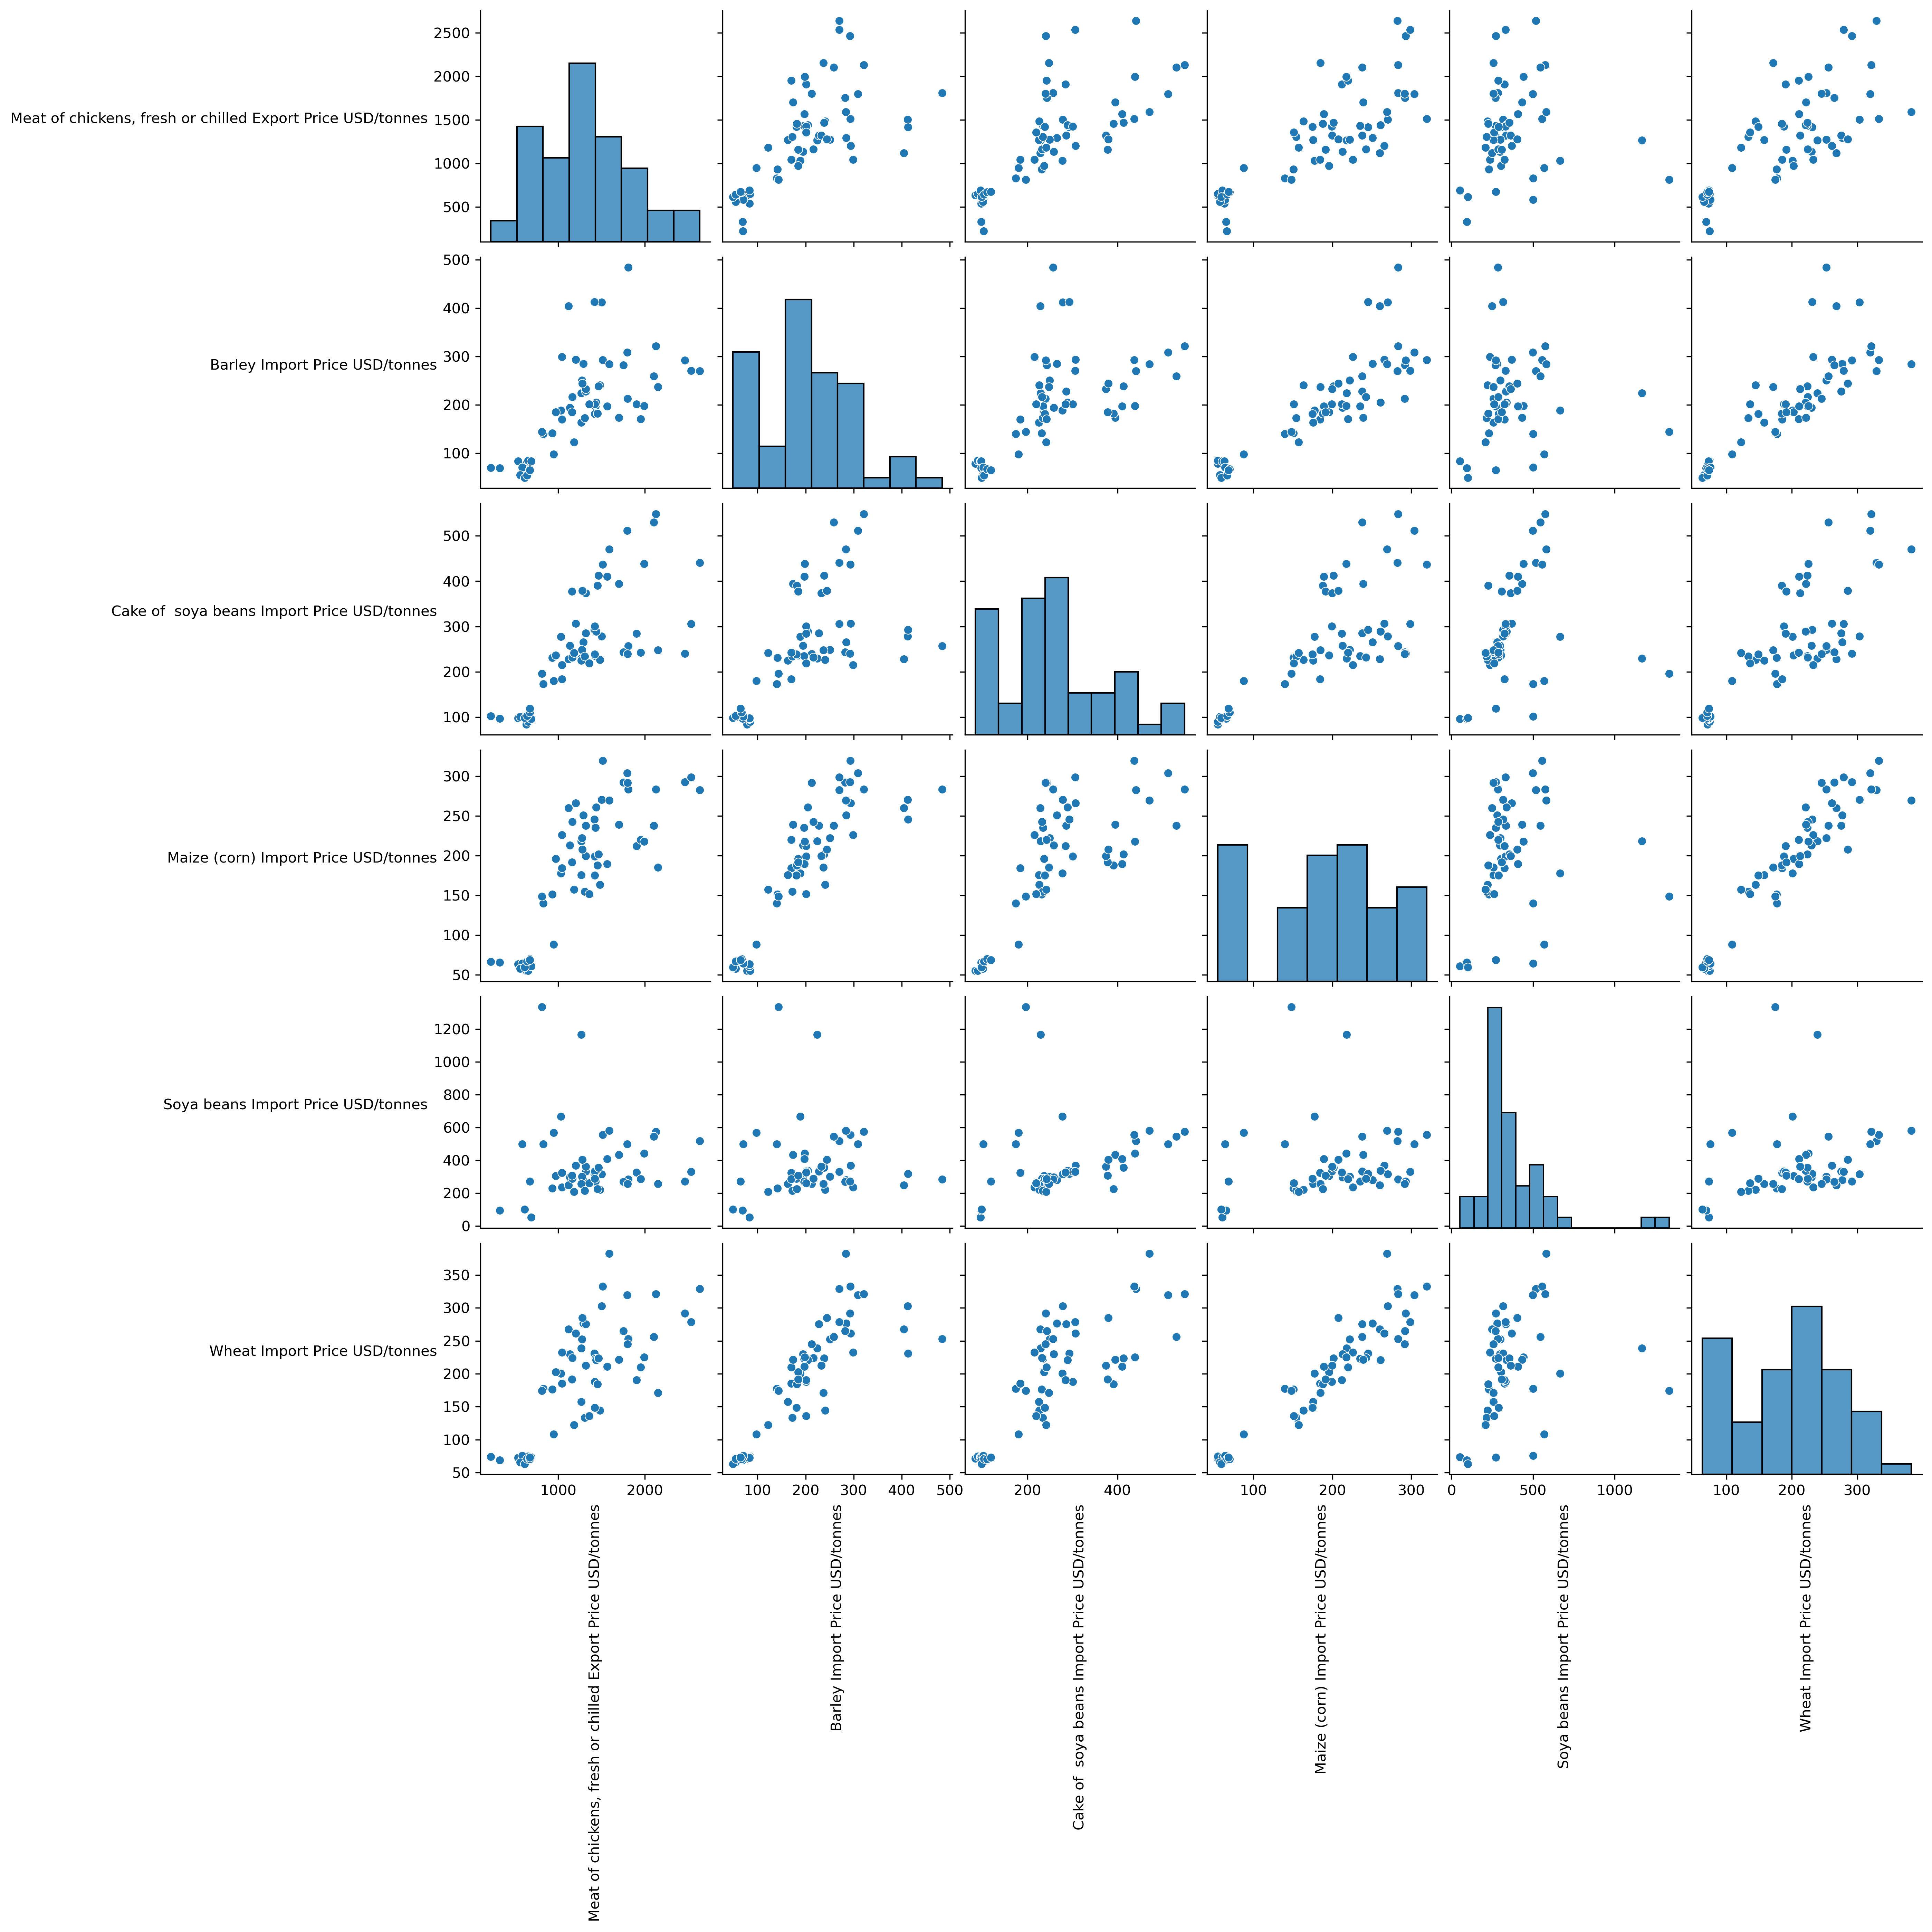 2500
2000
1500
1000
500
Meat of chickens, fresh or chilled Export Price USD/tonnes
500
400
300
200
100
Barley Import Price USD/tonnes
500
400
300
200
100
Cake of  soya beans Import Price USD/tonnes
300
250
200
150
100
50
Maize (corn) Import Price USD/tonnes
1200
1000
800
600
400
200
0
Soya beans Import Price USD/tonnes
350
300
250
200
150
100
50
Wheat Import Price USD/tonnes
1000 2000 100 200 300 400 500 200 400 100 200 300 0 500 1000 100 200 300
Meat of chickens, fresh or chilled Export Price USD/tonnes
Barley Import Price USD/tonnes
Cake of  soya beans Import Price USD/tonnes
Maize (corn) Import Price USD/tonnes
Soya beans Import Price USD/tonnes
Wheat Import Price USD/tonnes